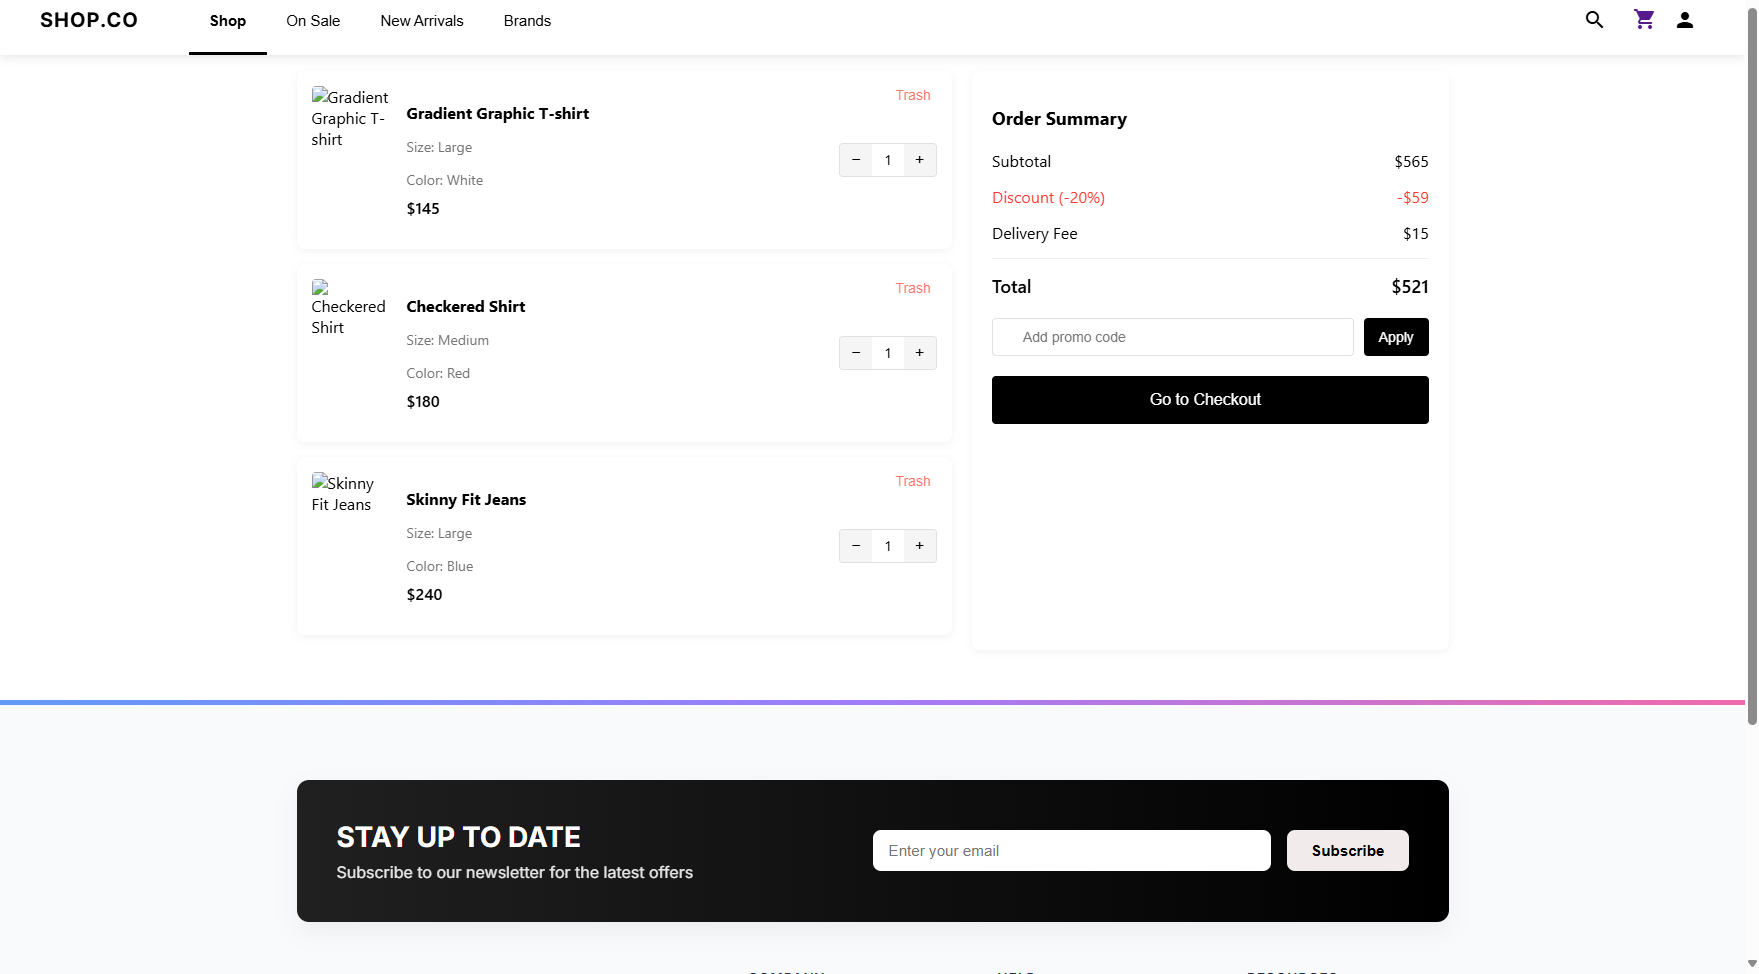 SHOP.CO
Shop
On Sale
New Arrivals
Brands
Gradient
Graphic T-
shirt
Gradient Graphic T-shirt
Size: Large
Color: White
$145
Trash
− 1 +
Checkered
Shirt
Checkered Shirt
Size: Medium
Color: Red
$180
Trash
− 1 +
Skinny
Fit Jeans
Skinny Fit Jeans
Size: Large
Color: Blue
$240
Trash
− 1 +
Order Summary
Subtotal $565
Discount (-20%) -$59
Delivery Fee $15
Total $521
Add promo code
Apply
Go to Checkout
STAY UP TO DATE
Subscribe to our newsletter for the latest offers
Enter your email
Subscribe